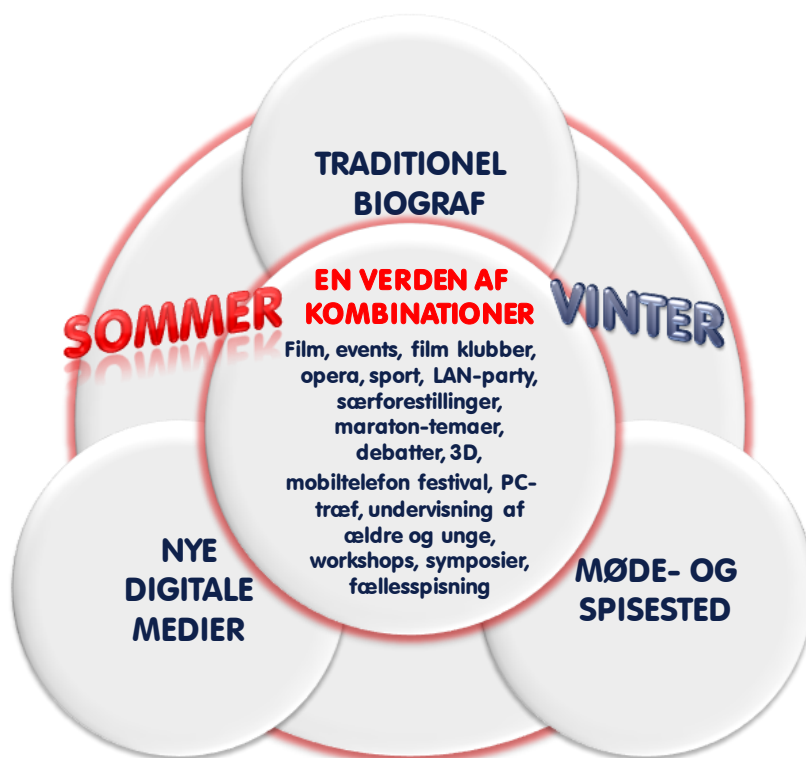 TRADITIONEL
BIOGRAF
SOMMER
VINTER
EN VERDEN AF
KOMBINATIONER
Film, events, film klubber,
opera, sport, LAN-party,
særforestillinger,
maraton-temaer,
debatter, 3D,
mobiltelefon festival, PC-
træf, undervisning af
ældre og unge,
workshops, symposier,
fællesspisning
NYE
DIGITALE
MEDIER
MØDE- OG
SPISESTED